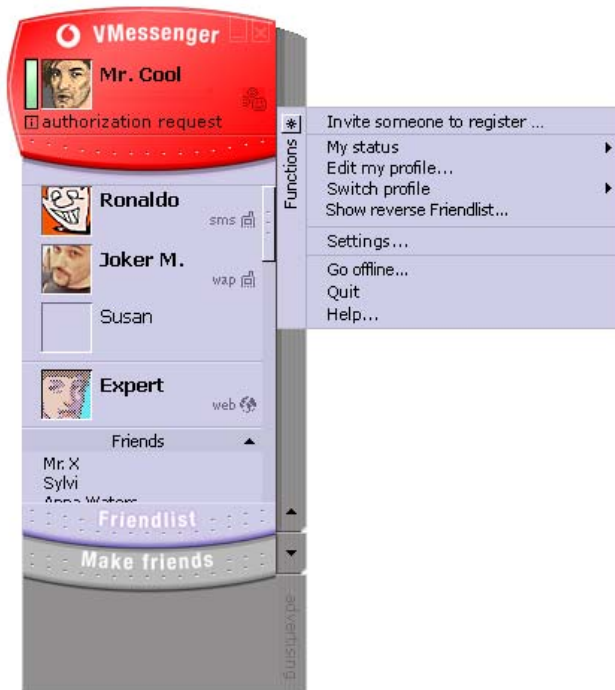 VMessenger
Mr. Cool
authorization request
Functions
Invite someone to register ...
My status
Edit my profile...
Switch profile
Show reverse Friendlist...
Settings...
Go offline...
Quit
Help...
Ronaldo
sms
Joker M.
wap
Susan
Expert
web
Friends
Mr. X
Sylvi
Anna Waters
Friendlist
Make friends
advertising